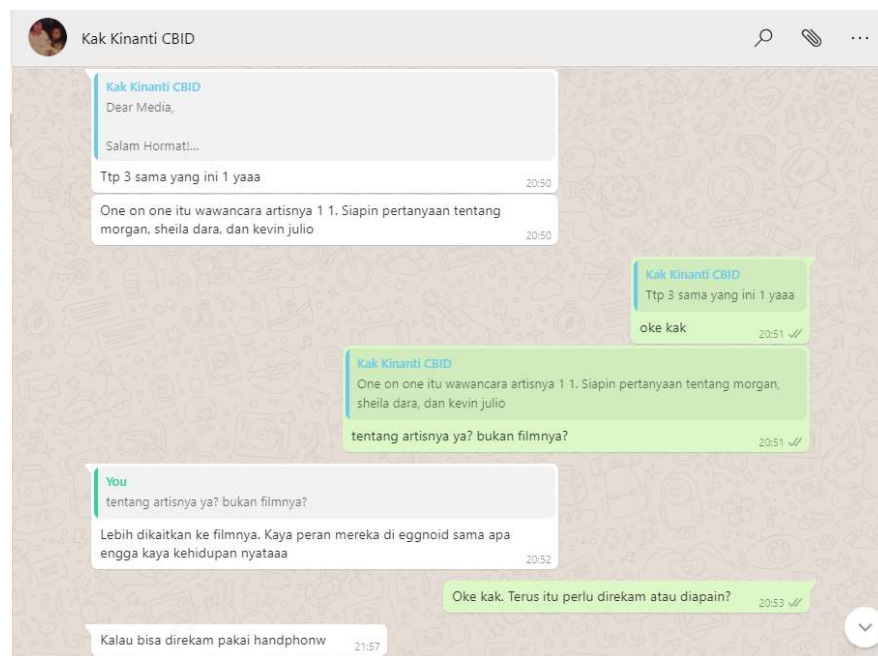 Kak Kinanti CBID
Kak Kinanti CBID
Dear Media,
Salam Hormat!...
Ttp 3 sama yang ini 1 yaaa
20:50
One on one itu wawancara artisnya 1 1. Siapin pertanyaan tentang
morgan, sheila dara, dan kevin julio
20:50
Kak Kinanti CBID
Ttp 3 sama yang ini 1 yaaa
oke kak
20:51
Kak Kinanti CBID
One on one itu wawancara artisnya 1 1. Siapin pertanyaan tentang morgan,
sheila dara, dan kevin julio
tentang artisnya ya? bukan filmnya?
20:51
You
tentang artisnya ya? bukan filmnya?
Lebih dikaitkan ke filmnya. Kaya peran mereka di eggnoid sama apa
engga kaya kehidupan nyataaa
20:52
Oke kak. Terus itu perlu direkam atau diapain?
20:53
Kalau bisa direkam pakai handphonw
21:57